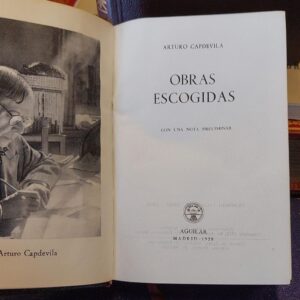 Arturo Capdevila
ARTURO CAPDEVILA
OBRAS
ESCOGIDAS
CON UNA NOTA PRELIMINAR
AGUILAR
MADRID - 1958